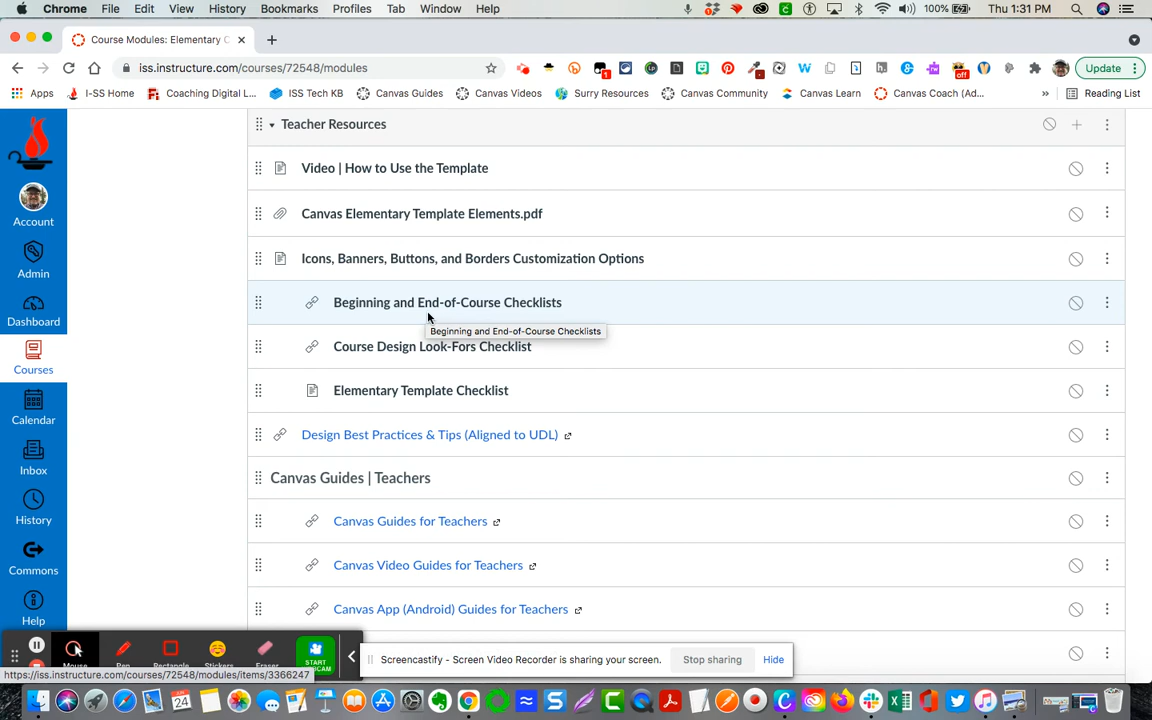 Chrome File Edit View History Bookmarks Profiles Tab Window Help 100% Thu 1:31 PM
Course Modules: Elementary C
iss.instructure.com/courses/72548/modules
1
off
Update
Apps I-SS Home Coaching Digital L... ISS Tech KB Canvas Guides Canvas Videos Surry Resources Canvas Community Canvas Learn Canvas Coach (Ad... » Reading List
Account
Admin
Dashboard
Courses
Calendar
Inbox
History
Commons
Help
Teacher Resources
Video | How to Use the Template
Canvas Elementary Template Elements.pdf
Icons, Banners, Buttons, and Borders Customization Options
Beginning and End-of-Course Checklists
Beginning and End-of-Course Checklists
Course Design Look-Fors Checklist
Elementary Template Checklist
Design Best Practices & Tips (Aligned to UDL)
Canvas Guides | Teachers
Canvas Guides for Teachers
Canvas Video Guides for Teachers
Canvas App (Android) Guides for Teachers
Mouse Pen Rectangle Stickers Eraser START
Screencastify - Screen Video Recorder is sharing your screen. Stop sharing Hide
https://iss.instructure.com/courses/72548/modules/items/3366247
24